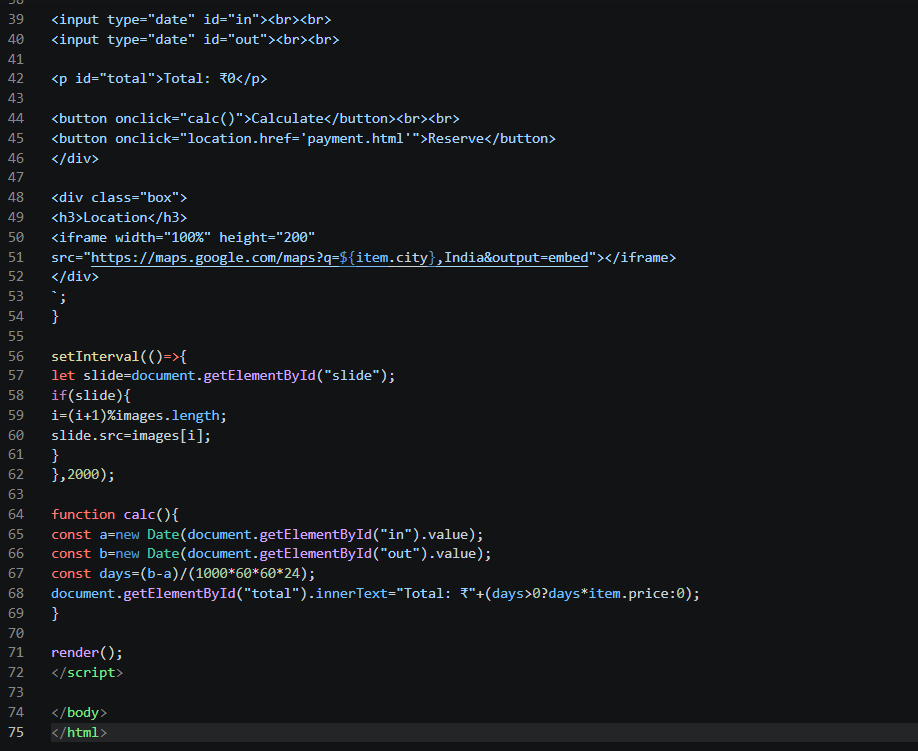 39 <input type="date" id="in"><br><br>
40 <input type="date" id="out"><br><br>
41
42 <p id="total">Total: ₹0</p>
43
44 <button onclick="calc()">Calculate</button><br><br>
45 <button onclick="location.href='payment.html'">Reserve</button>
46 </div>
47
48 <div class="box">
49 <h3>Location</h3>
50 <iframe width="100%" height="200"
51 src="https://maps.google.com/maps?q=${item.city},India&output=embed"></iframe>
52 </div>
53 `;
54 }
55
56 setInterval(()=>{
57 let slide=document.getElementById("slide");
58 if(slide){
59 i=(i+1)%images.length;
60 slide.src=images[i];
61 }
62 },2000);
63
64 function calc(){
65 const a=new Date(document.getElementById("in").value);
66 const b=new Date(document.getElementById("out").value);
67 const days=(b-a)/(1000*60*60*24);
68 document.getElementById("total").innerText="Total: ₹"+(days>0?days*item.price:0);
69 }
70
71 render();
72 </script>
73
74 </body>
75 </html>